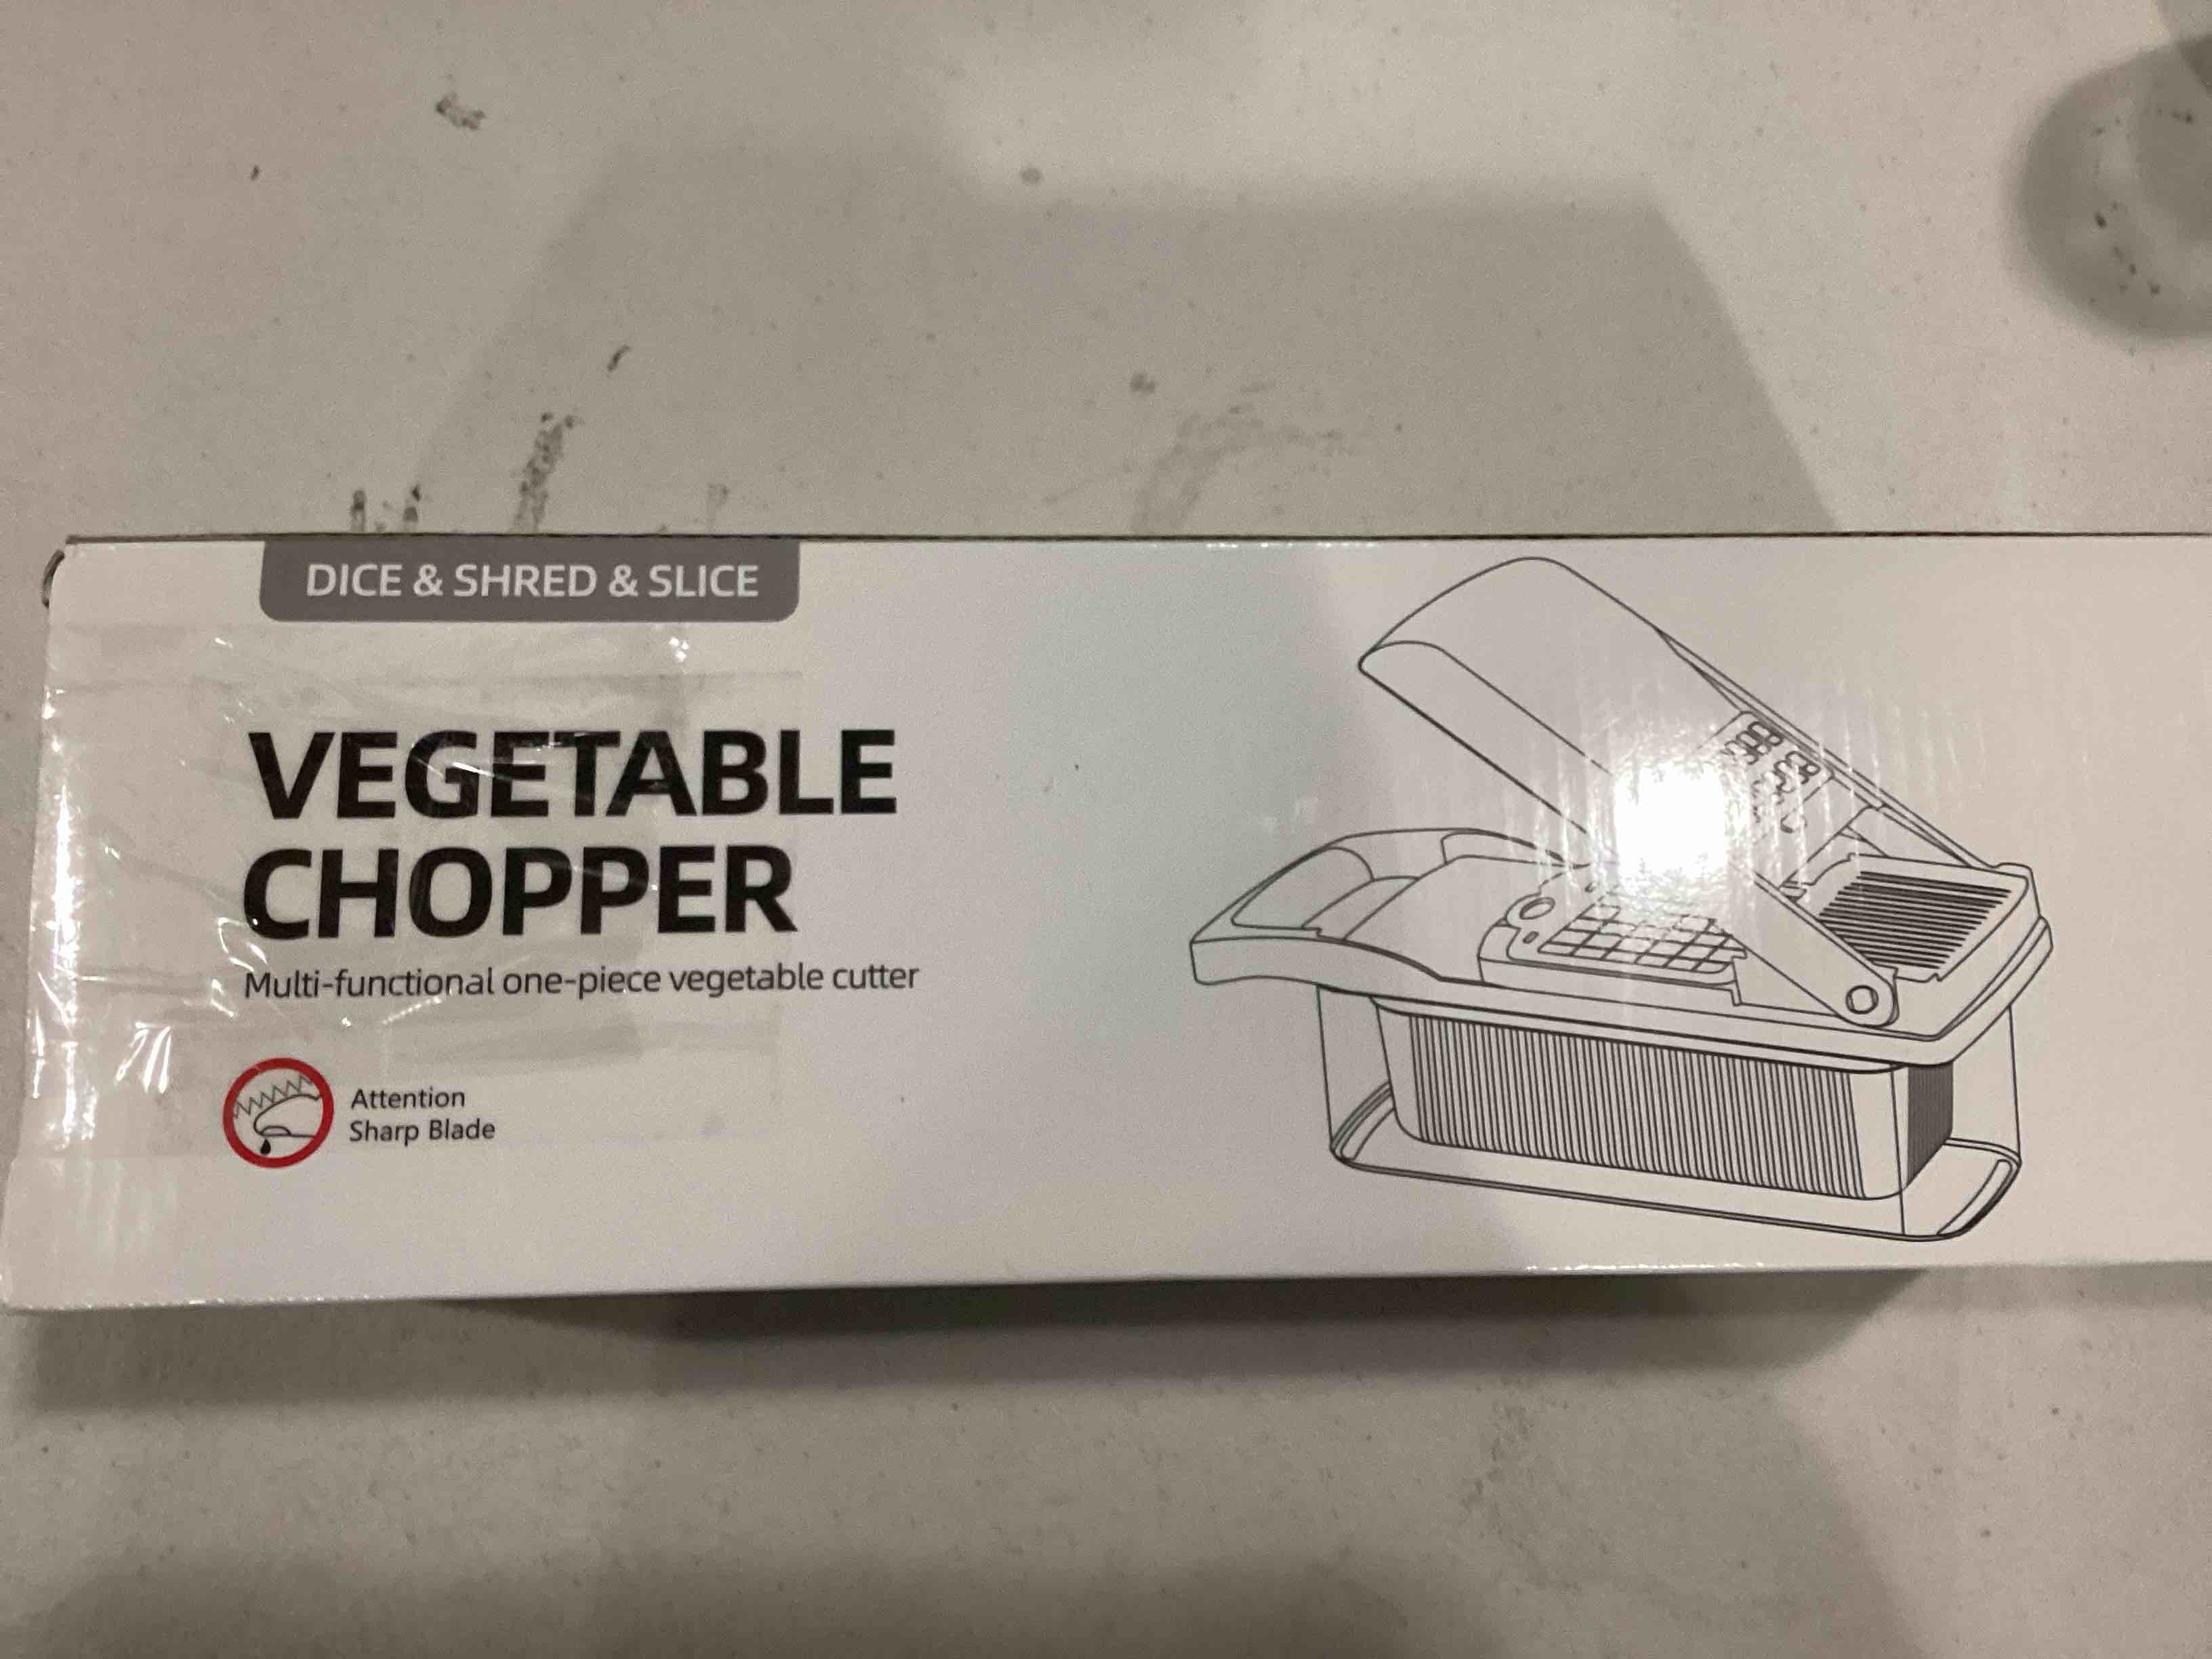 DICE & SHRED & SLICE
VEGETABLE
CHOPPER
Multi-functional one-piece vegetable cutter
Attention
Sharp Blade